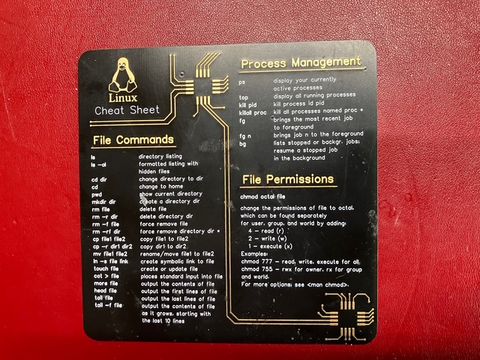 Linux
Cheat Sheet
File Commands
ls directory listing
ls -al formatted listing with
hidden files
cd dir change directory to dir
cd change to home
pwd show current directory
mkdir dir create a directory dir
rm file delete file
rm -r dir delete directory dir
rm -f file force remove file
rm -rf dir force remove directory dir *
cp file1 file2 copy file1 to file2
cp -r dir1 dir2 copy dir1 to dir2
mv file1 file2 rename/move file1 to file2
ln -s file link create symbolic link to file
touch file create or update file
cat > file places standard input into file
more file output the contents of file
head file output the first lines of file
tail file output the last lines of file
tail -f file output the contents of file
as it grows, starting with
the last 10 lines
Process Management
ps display your currently
active processes
top display all running processes
kill pid kill process id pid
killall proc kill all processes named proc *
fg brings the most recent job
to foreground
fg n brings job n to the foreground
bg lists stopped or backgr. jobs:
resume a stopped job
in the background
File Permissions
chmod octal file
change the permissions of file to octal,
which can be found separately
for user, group, and world by adding:
4 - read (r)
2 - write (w)
1 - execute (x)
Examples:
chmod 777 - read, write, execute for all
chmod 755 - rwx for owner, rx for group
and world.
For more options: see <man chmod>.